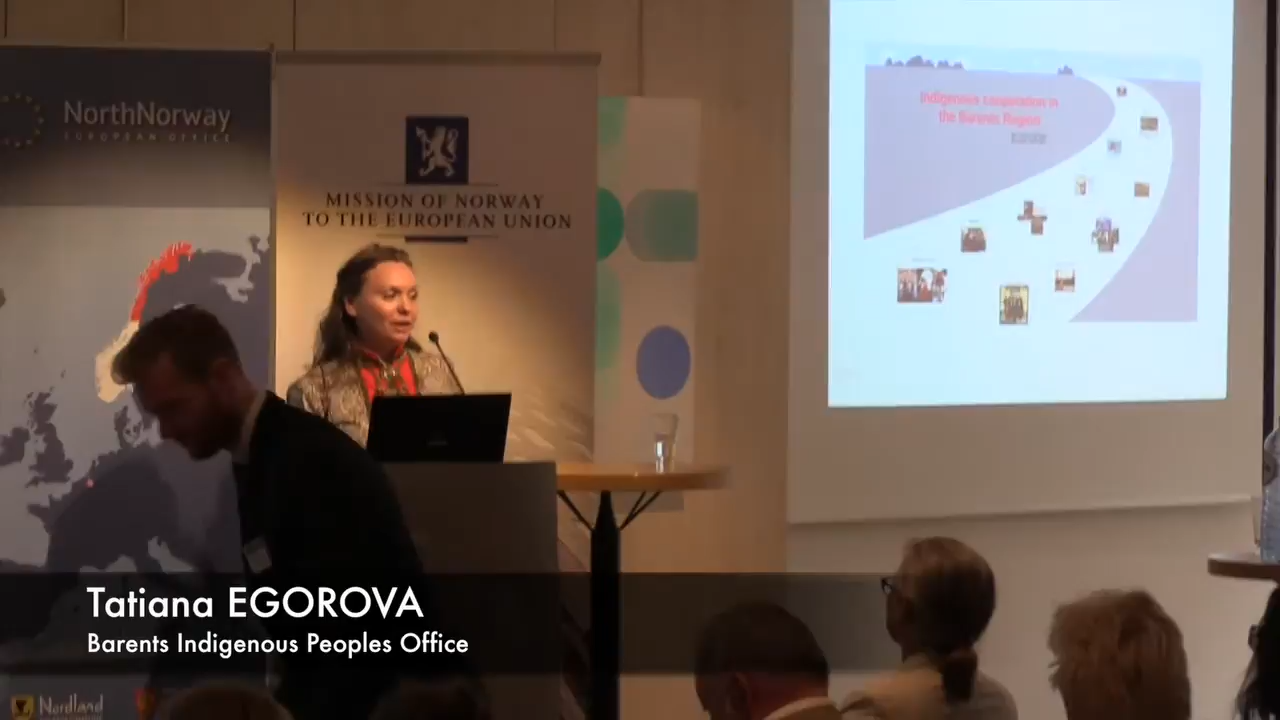 NorthNorway
EUROPEAN OFFICE
MISSION OF NORWAY
TO THE EUROPEAN UNION
Indigenous cooperation in
the Barents Region
Tatiana EGOROVA
Barents Indigenous Peoples Office
Nordland